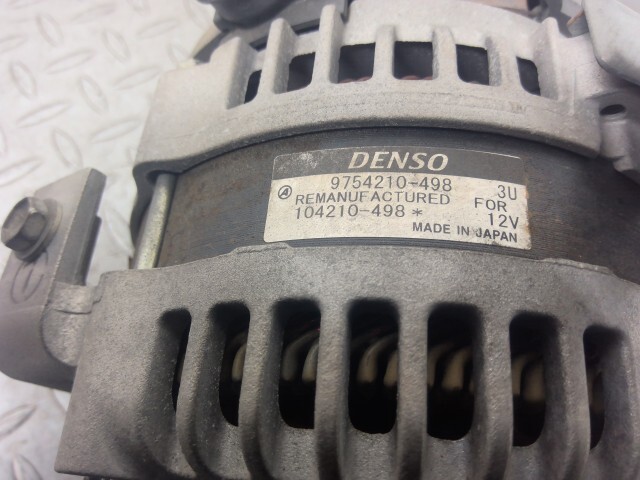 DENSO
Ⓐ 9754210-498 3U
REMANUFACTURED FOR
104210-498* 12V
MADE IN JAPAN